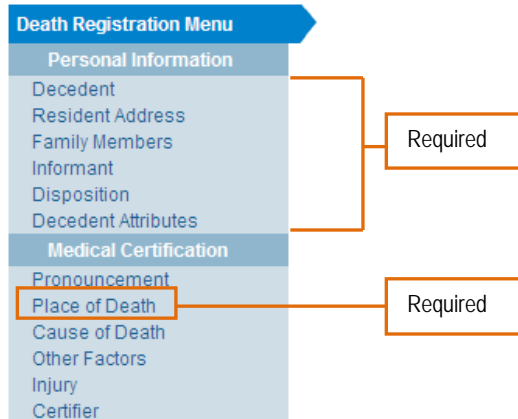 Death Registration Menu
Personal Information
Decedent
Resident Address
Family Members
Informant
Disposition
Decedent Attributes
Required
Medical Certification
Pronouncement
Place of Death
Required
Cause of Death
Other Factors
Injury
Certifier